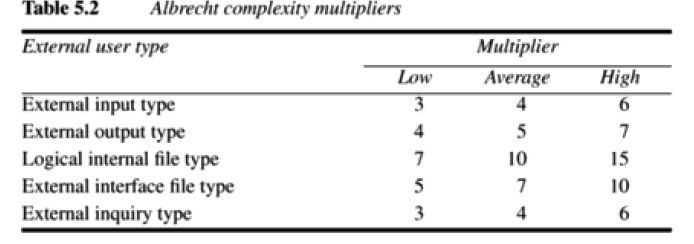 Table 5.2 Albrecht complexity multipliers
External user type Multiplier
Low Average High
External input type 3 4 6
External output type 4 5 7
Logical internal file type 7 10 15
External interface file type 5 7 10
External inquiry type 3 4 6